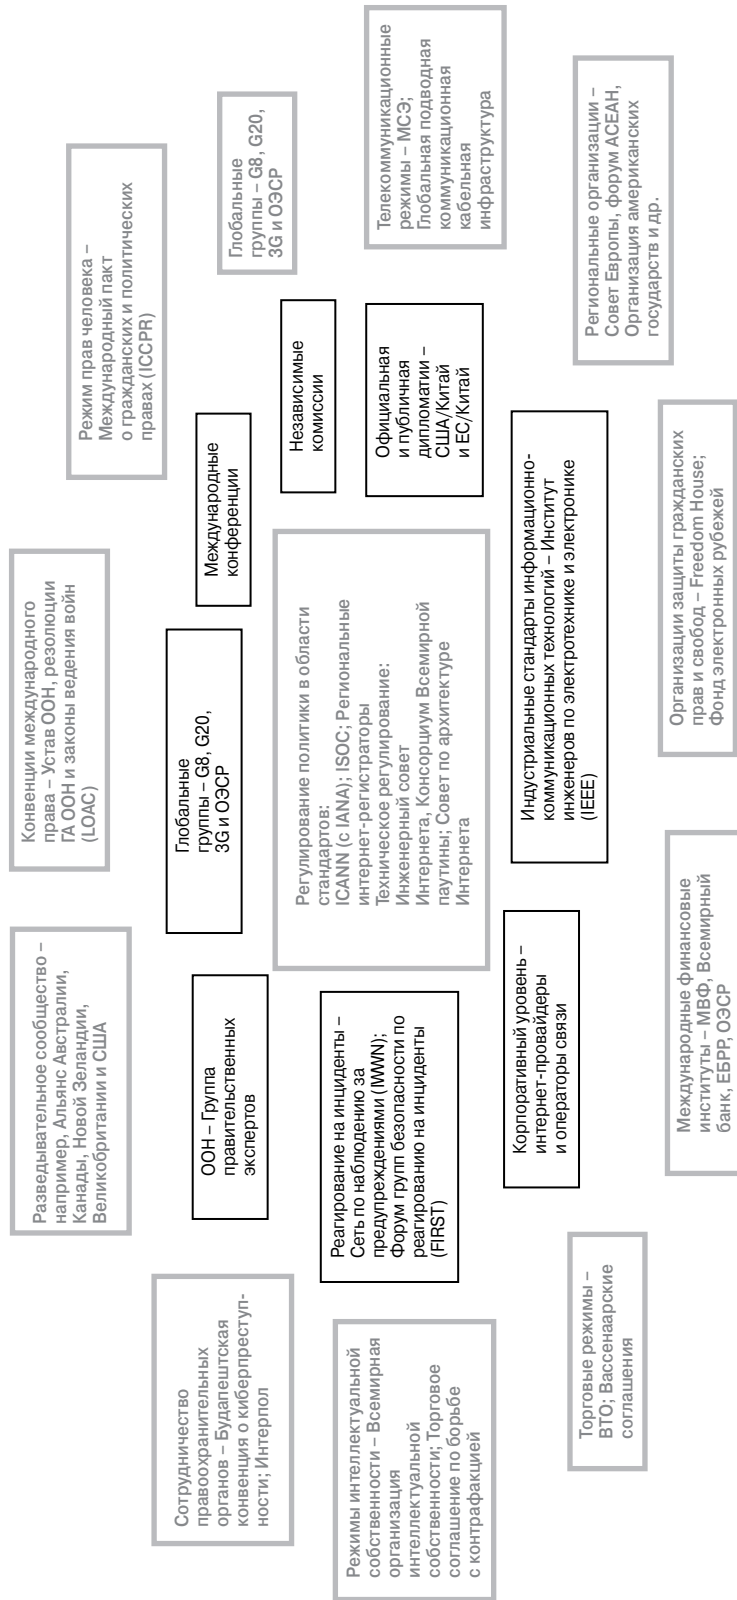 Сотрудничество
правоохранительных
органов – Будапештская
конвенция о киберпреступ-
ности; Интерпол
Разведывательное сообщество –
например, Альянс Австралии,
Канады, Новой Зеландии,
Великобритании и США
Конвенции международного
права – Устав ООН, резолюции
ГА ООН и законы ведения войн
(LOAC)
Режим прав человека –
Международный пакт
о гражданских и политических
правах (ICCPR)
Глобальные
группы – G8, G20,
3G и ОЭСР
ООН – Группа
правительственных
экспертов
Глобальные
группы – G8, G20,
3G и ОЭСР
Международные
конференции
Независимые
комиссии
Режимы интеллектуальной
собственности – Всемирная
организация
интеллектуальной
собственности; Торговое
соглашение по борьбе
с контрафакцией
Реагирование на инциденты –
Сеть по наблюдению за
предупреждениями (IWWN);
Форум групп безопасности по
реагированию на инциденты
(FIRST)
Регулирование политики в области
стандартов:
ICANN (с IANA); ISOC; Региональные
интернет-регистраторы
Техническое регулирование:
Инженерный совет
Интернета, Консорциум Всемирной
паутины; Совет по архитектуре
Интернета
Официальная
и публичная
дипломатии –
США/Китай
и ЕС/Китай
Телекоммуникационные
режимы – МСЭ;
Глобальная подводная
коммуникационная
кабельная
инфраструктура
Корпоративный уровень –
интернет-провайдеры
и операторы связи
Индустриальные стандарты информационно-
коммуникационных технологий – Институт
инженеров по электротехнике и электронике
(IEEE)
Торговые режимы –
ВТО; Вассенаарские
соглашения
Международные финансовые
институты – МВФ, Всемирный
банк, ЕБРР, ОЭСР
Организации защиты гражданских
прав и свобод – Freedom House;
Фонд электронных рубежей
Региональные организации –
Совет Европы, форум АСЕАН,
Организация американских
государств и др.